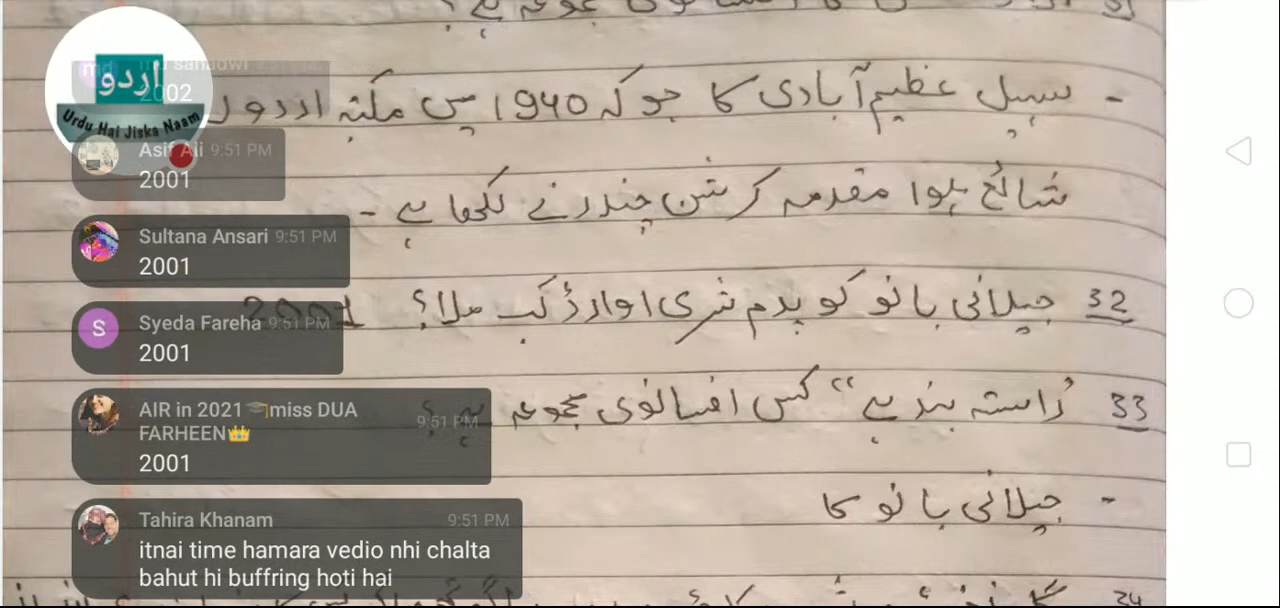 - سہیل عظیم آبادی کا جو کہ 1940 میں مکتبہ اردو
شائع ہوا مقدمہ کرشن چندر نے لکھا ہے -
32 جیلانی بانو کو پدم شری اوارڈ کب ملا؟ 2001
33 "راستہ بند ہے" کس افسانوی مجموعہ ہے؟
- جیلانی بانو کا
اردو
Urdu Hai Jiska Naam
2002
Asif Ali 9:51 PM
2001
Sultana Ansari 9:51 PM
2001
S
Syeda Fareha 9:51 PM
2001
AIR in 2021 🎓miss DUA
FARHEEN👑 9:51 PM
2001
Tahira Khanam 9:51 PM
itnai time hamara vedio nhi chalta
bahut hi buffring hoti hai